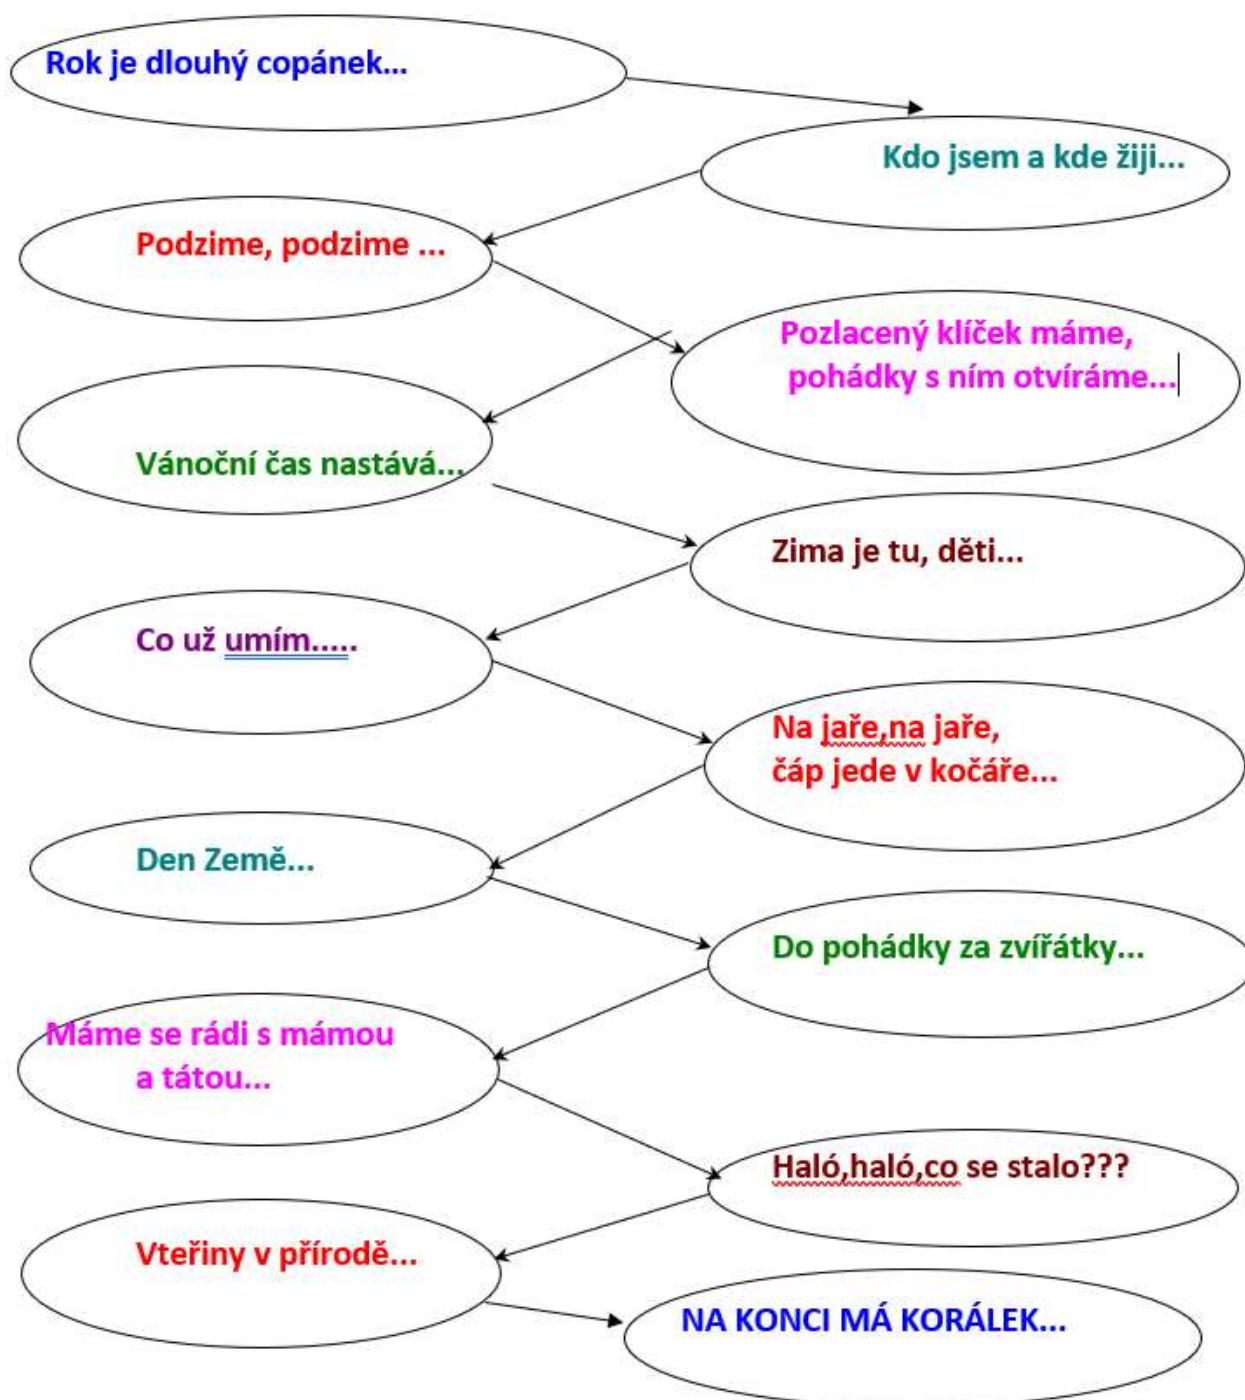 Rok je dlouhý copánek...
Kdo jsem a kde žiji...
Podzime, podzime ...
Pozlacený klíček máme,
pohádky s ním otvíráme...
Vánoční čas nastává...
Zima je tu, děti...
Co už umím.....
Na jaře,na jaře,
čáp jede v kočáře...
Den Země...
Do pohádky za zvířátky...
Máme se rádi s mámou
a tátou...
Haló,haló,co se stalo???
Vteřiny v přírodě...
NA KONCI MÁ KORÁLEK...